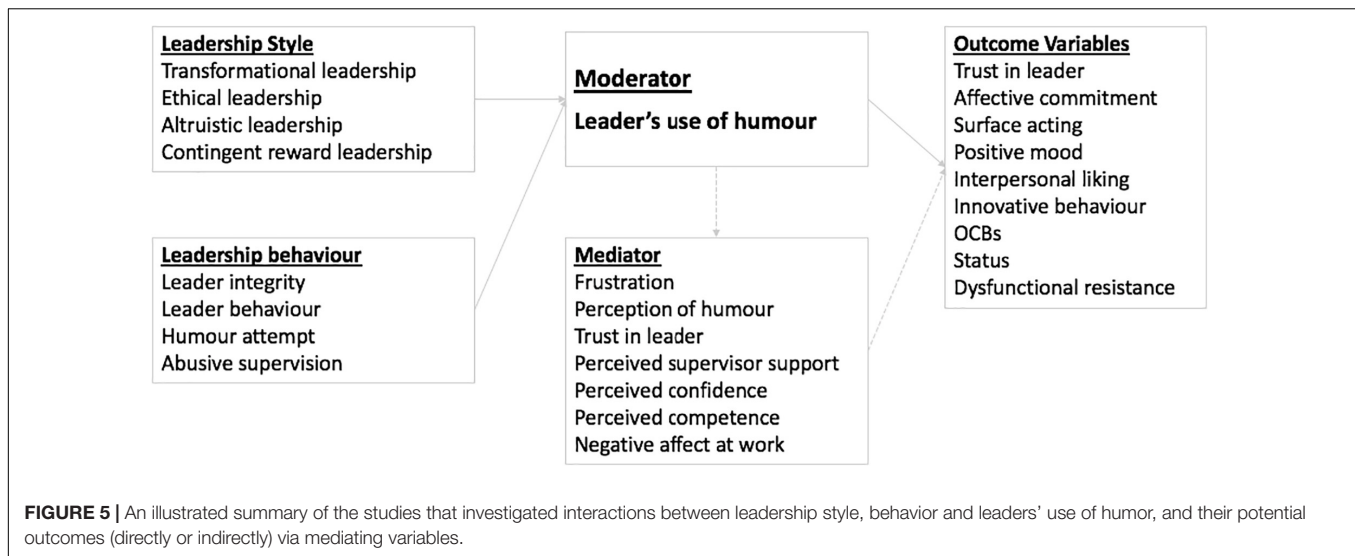 Leadership Style
Transformational leadership
Ethical leadership
Altruistic leadership
Contingent reward leadership
Leadership behaviour
Leader integrity
Leader behaviour
Humour attempt
Abusive supervision
Moderator
Leader's use of humour
Mediator
Frustration
Perception of humour
Trust in leader
Perceived supervisor support
Perceived confidence
Perceived competence
Negative affect at work
Outcome Variables
Trust in leader
Affective commitment
Surface acting
Positive mood
Interpersonal liking
Innovative behaviour
OCBs
Status
Dysfunctional resistance
FIGURE 5 | An illustrated summary of the studies that investigated interactions between leadership style, behavior and leaders' use of humor, and their potential
outcomes (directly or indirectly) via mediating variables.